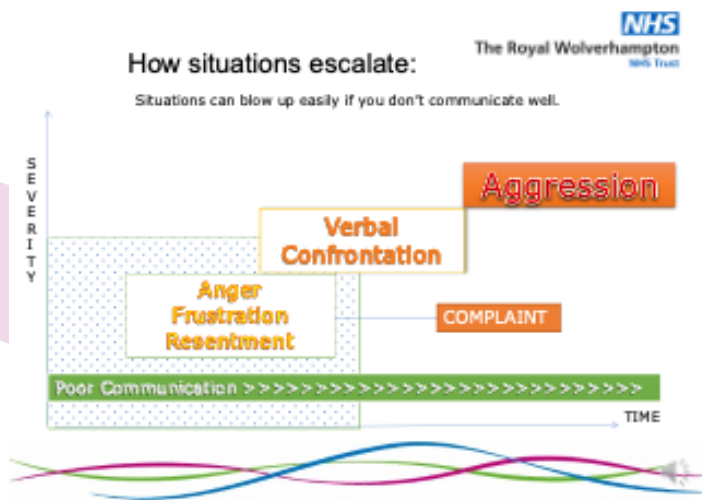 NHS
The Royal Wolverhampton
NHS Trust
How situations escalate:
Situations can blow up easily if you don't communicate well.
SEVERITY
Aggression
Verbal
Confrontation
Anger
Frustration
Resentment
COMPLAINT
Poor Communication >>>>>>>>>>>>>>>>>>>>>>>>>>>>
TIME